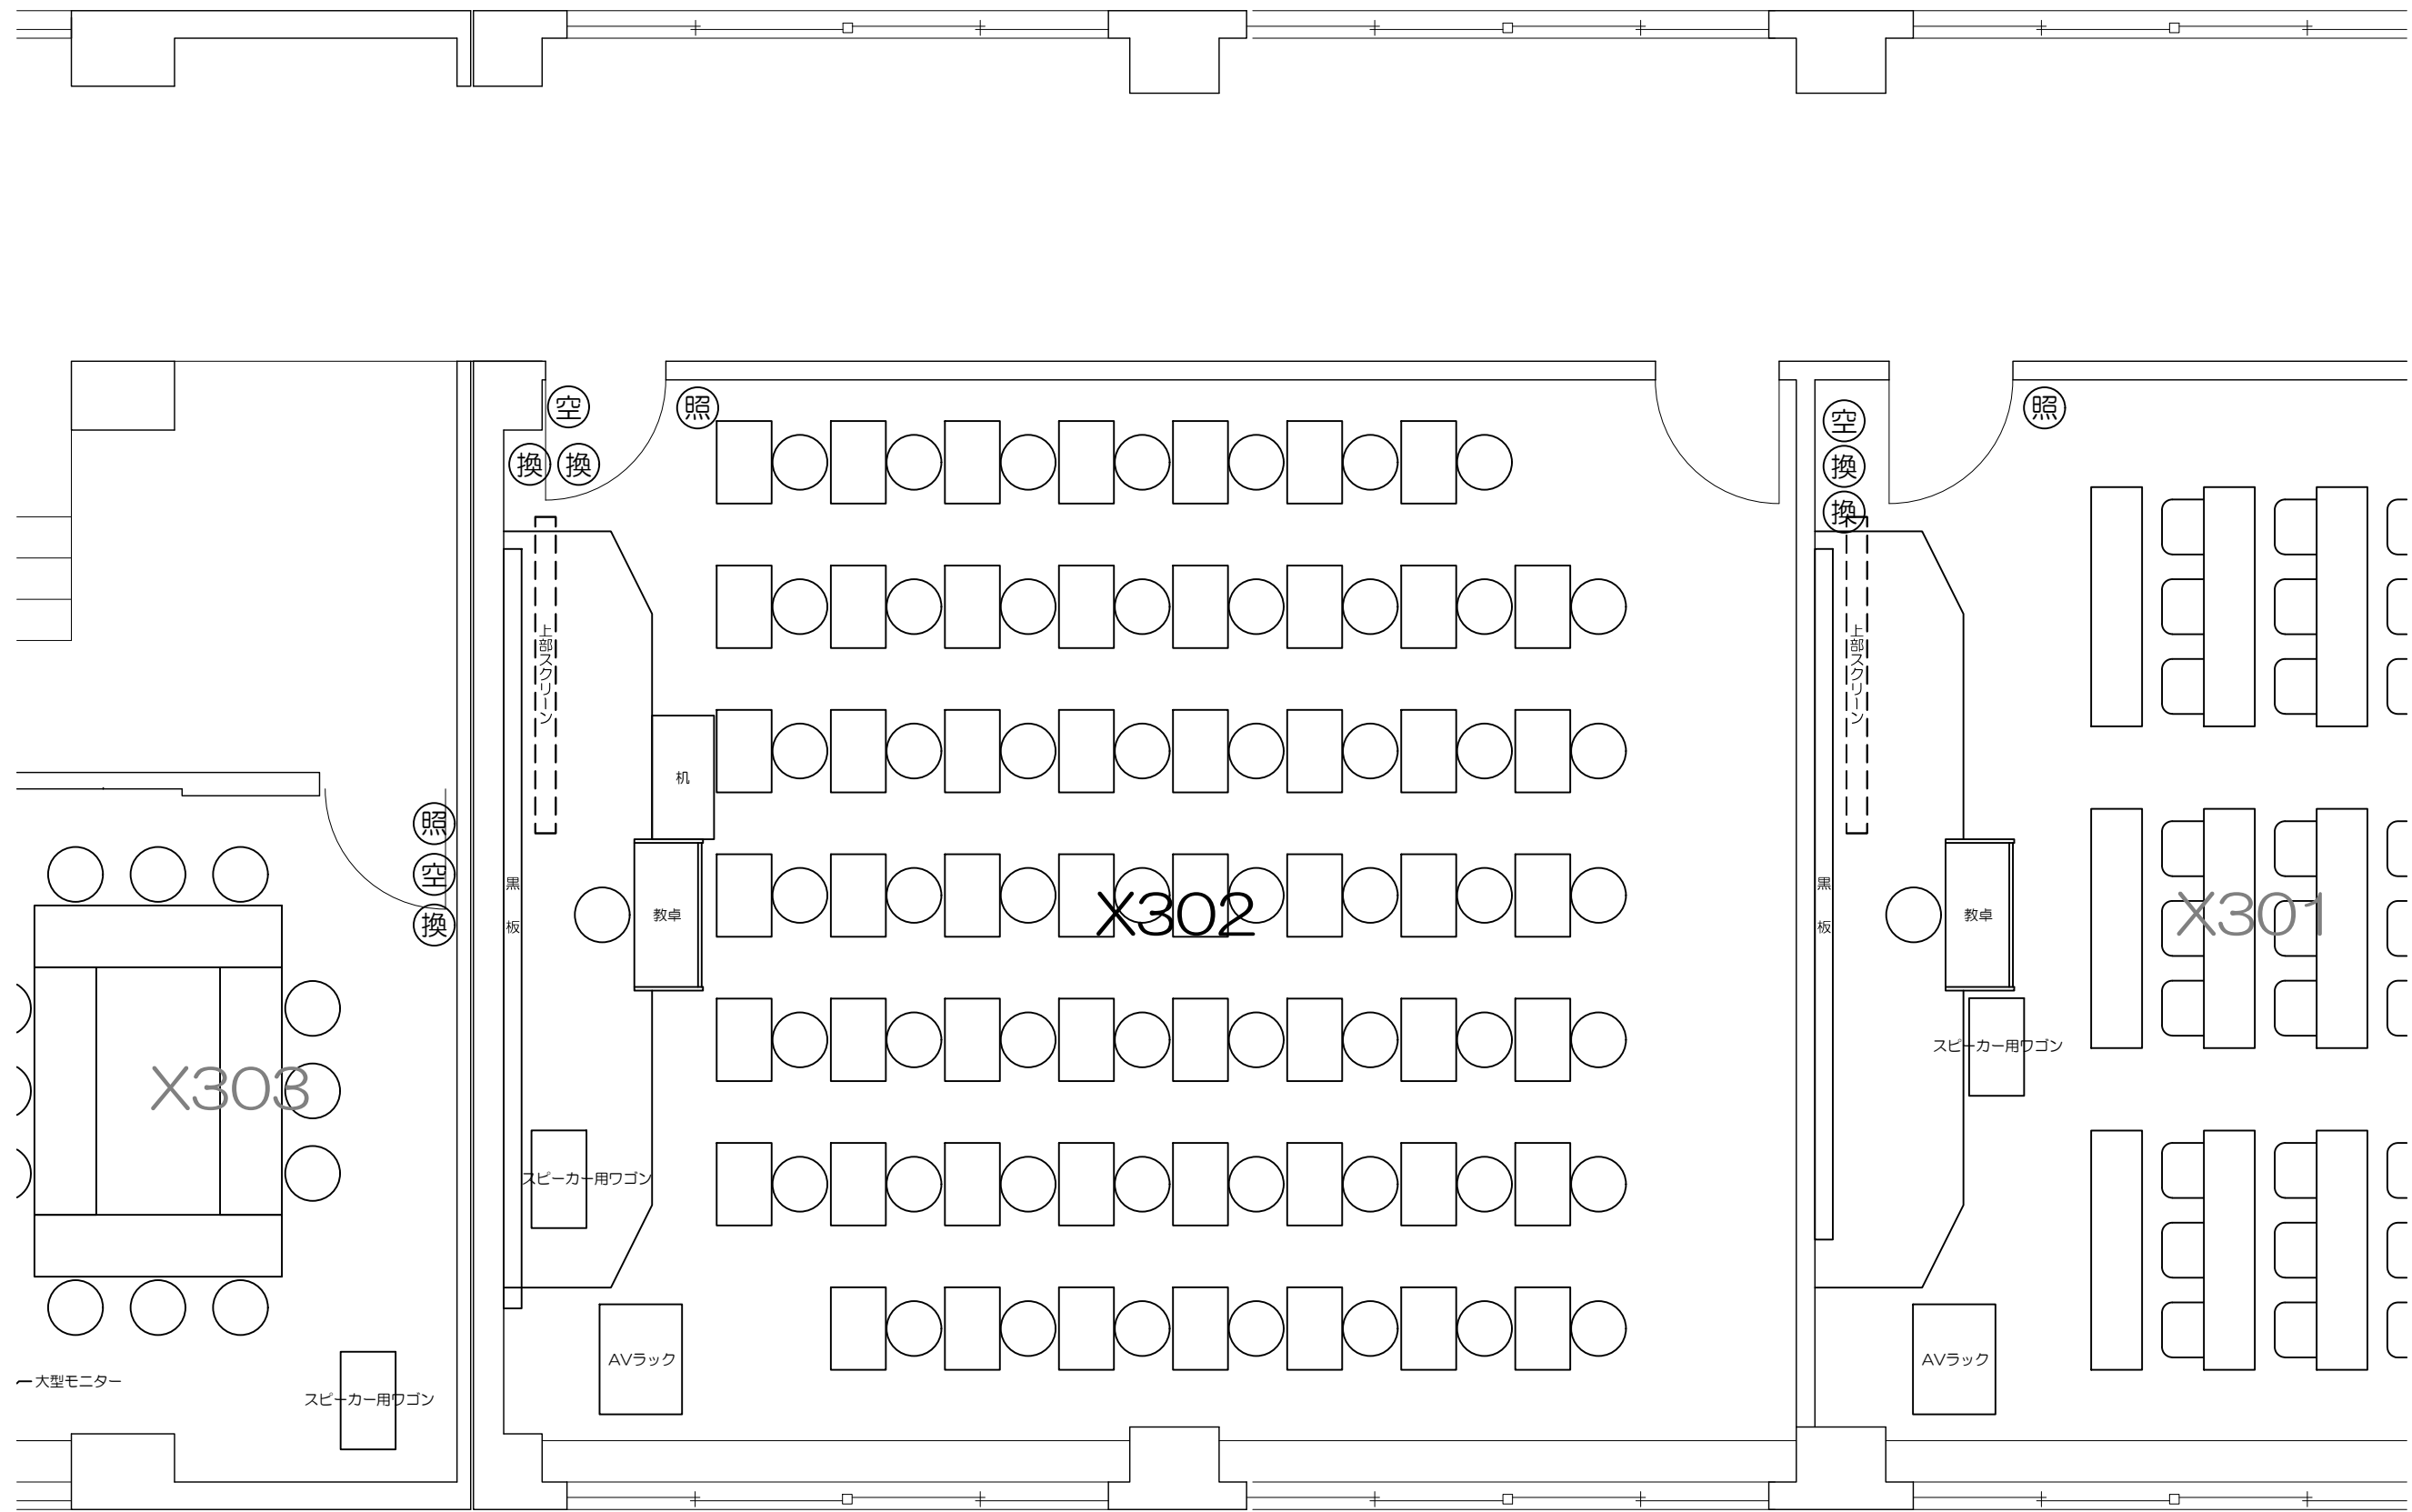 空
照
換
換
空
換
換
照
上部スクリーン
上部スクリーン
机
照
空
換
黒板
教卓
X302
黒板
教卓
X301
スピーカー用ワゴン
X303
スピーカー用ワゴン
AVラック
AVラック
大型モニター
スピーカー用ワゴン